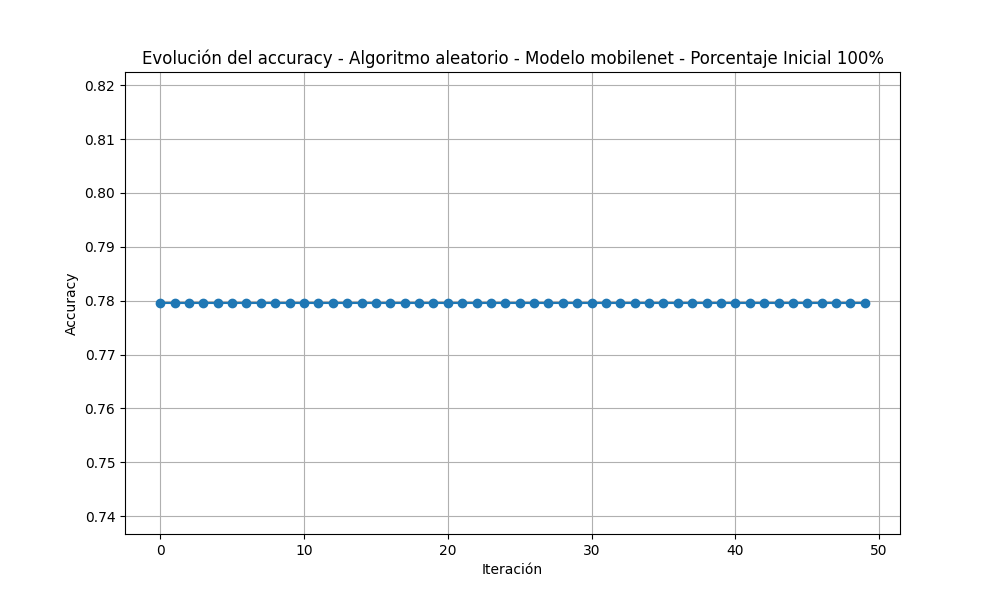 Evolución del accuracy - Algoritmo aleatorio - Modelo mobilenet - Porcentaje Inicial 100%
0.82
0.81
0.80
0.79
0.78
0.77
0.76
0.75
0.74
Accuracy
0 10 20 30 40 50
Iteración